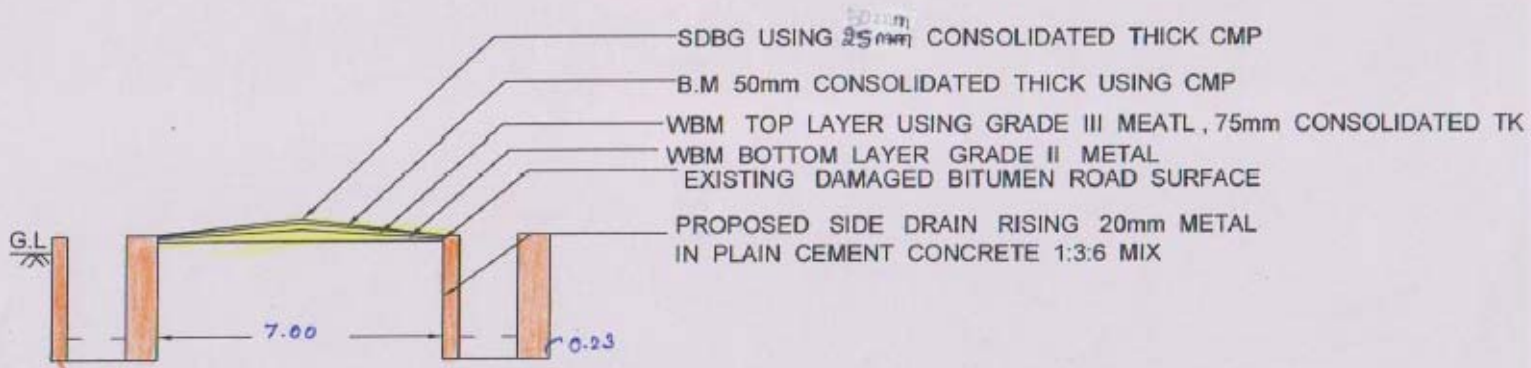 50mm
SDBG USING 25mm CONSOLIDATED THICK CMP
B.M 50mm CONSOLIDATED THICK USING CMP
WBM TOP LAYER USING GRADE III MEATL , 75mm CONSOLIDATED TK
WBM BOTTOM LAYER GRADE II METAL
EXISTING DAMAGED BITUMEN ROAD SURFACE
PROPOSED SIDE DRAIN RISING 20mm METAL
IN PLAIN CEMENT CONCRETE 1:3:6 MIX
G.L
7.00
0.23